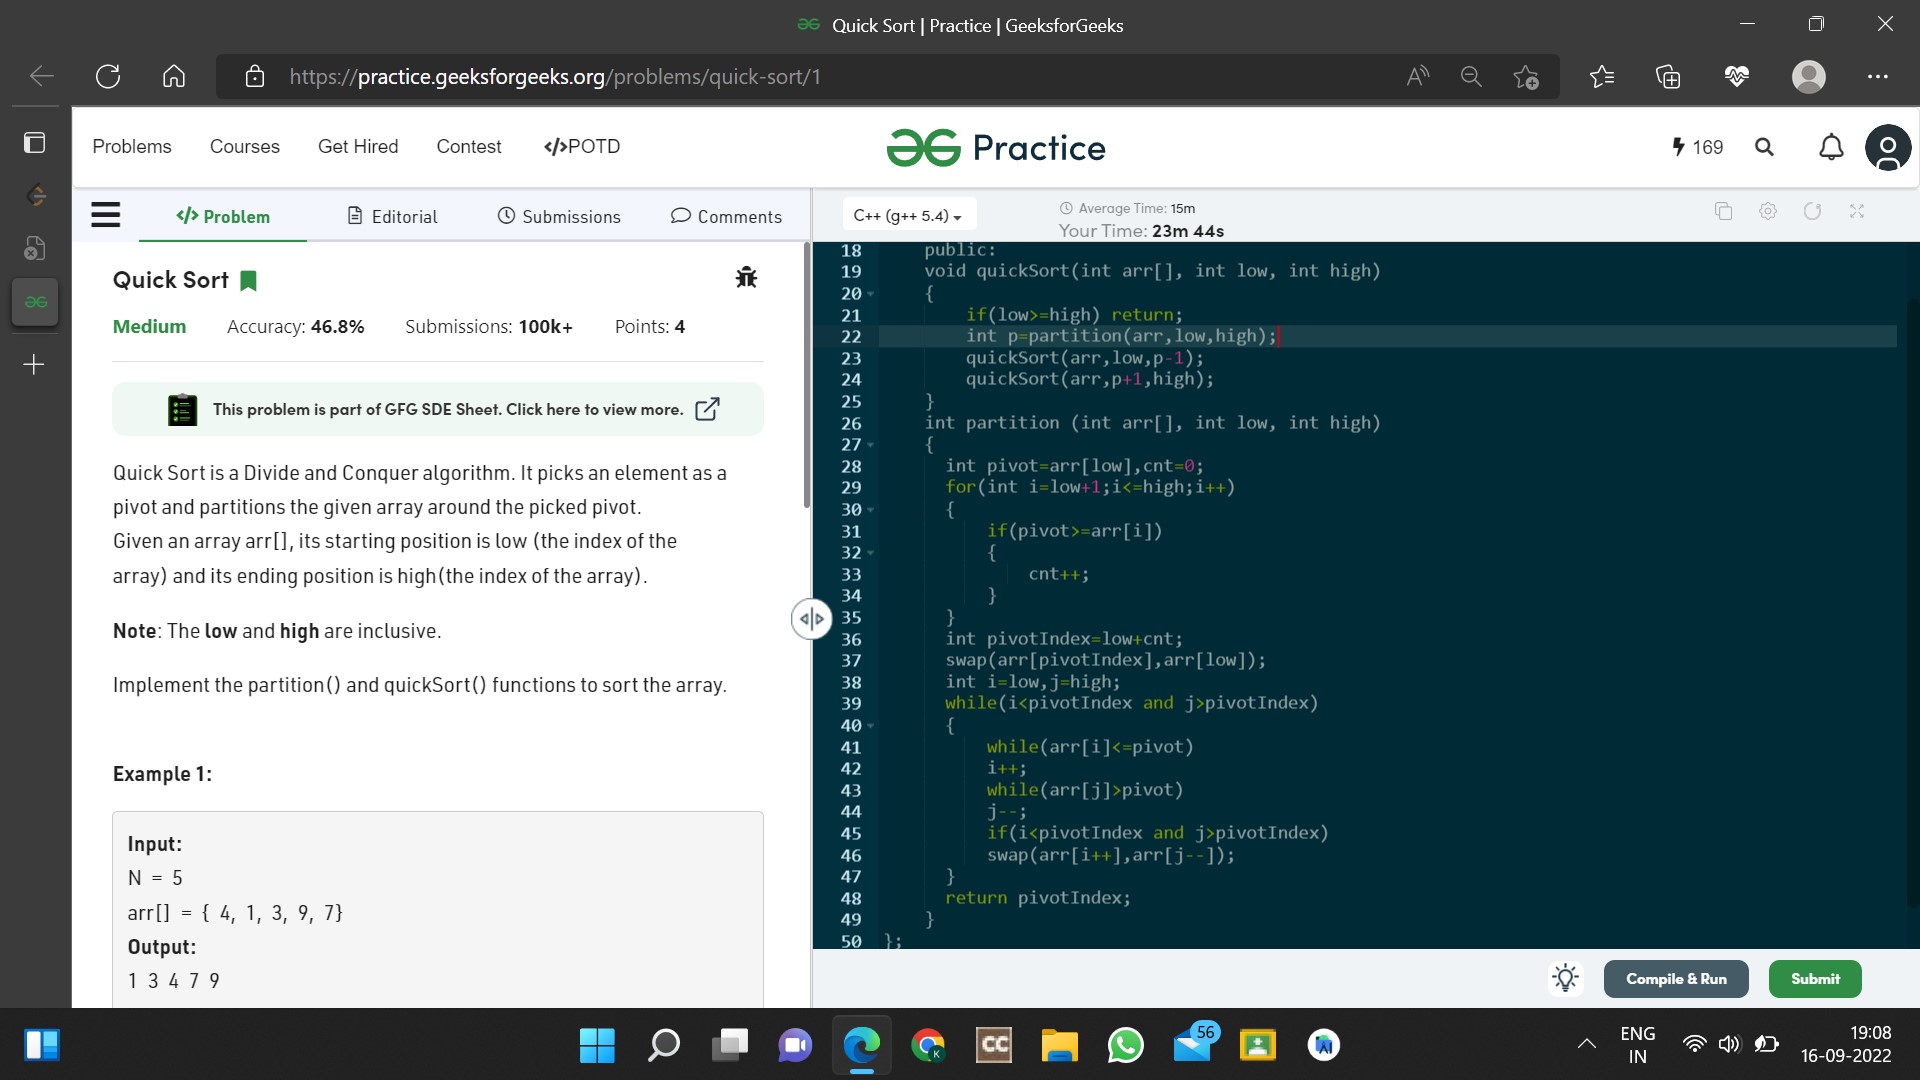 Quick Sort | Practice | GeeksforGeeks
https://practice.geeksforgeeks.org/problems/quick-sort/1
Problems Courses Get Hired Contest </>POTD
Practice
169
</> Problem Editorial Submissions Comments
C++ (g++ 5.4)
Average Time: 15m
Your Time: 23m 44s
Quick Sort
Medium Accuracy: 46.8% Submissions: 100k+ Points: 4
This problem is part of GFG SDE Sheet. Click here to view more.
Quick Sort is a Divide and Conquer algorithm. It picks an element as a
pivot and partitions the given array around the picked pivot.
Given an array arr[], its starting position is low (the index of the
array) and its ending position is high(the index of the array).
Note: The low and high are inclusive.
Implement the partition() and quickSort() functions to sort the array.
Example 1:
Input:
N = 5
arr[] = { 4, 1, 3, 9, 7}
Output:
1 3 4 7 9
18 public:
19 void quickSort(int arr[], int low, int high)
20 {
21 if(low>=high) return;
22 int p=partition(arr,low,high);
23 quickSort(arr,low,p-1);
24 quickSort(arr,p+1,high);
25 }
26 int partition (int arr[], int low, int high)
27 {
28 int pivot=arr[low],cnt=0;
29 for(int i=low+1;i<=high;i++)
30 {
31 if(pivot>=arr[i])
32 {
33 cnt++;
34 }
35 }
36 int pivotIndex=low+cnt;
37 swap(arr[pivotIndex],arr[low]);
38 int i=low,j=high;
39 while(i<pivotIndex and j>pivotIndex)
40 {
41 while(arr[i]<=pivot)
42 i++;
43 while(arr[j]>pivot)
44 j--;
45 if(i<pivotIndex and j>pivotIndex)
46 swap(arr[i++],arr[j--]);
47 }
48 return pivotIndex;
49 }
50 };
Compile & Run Submit
CC
56
ENG
IN
19:08
16-09-2022